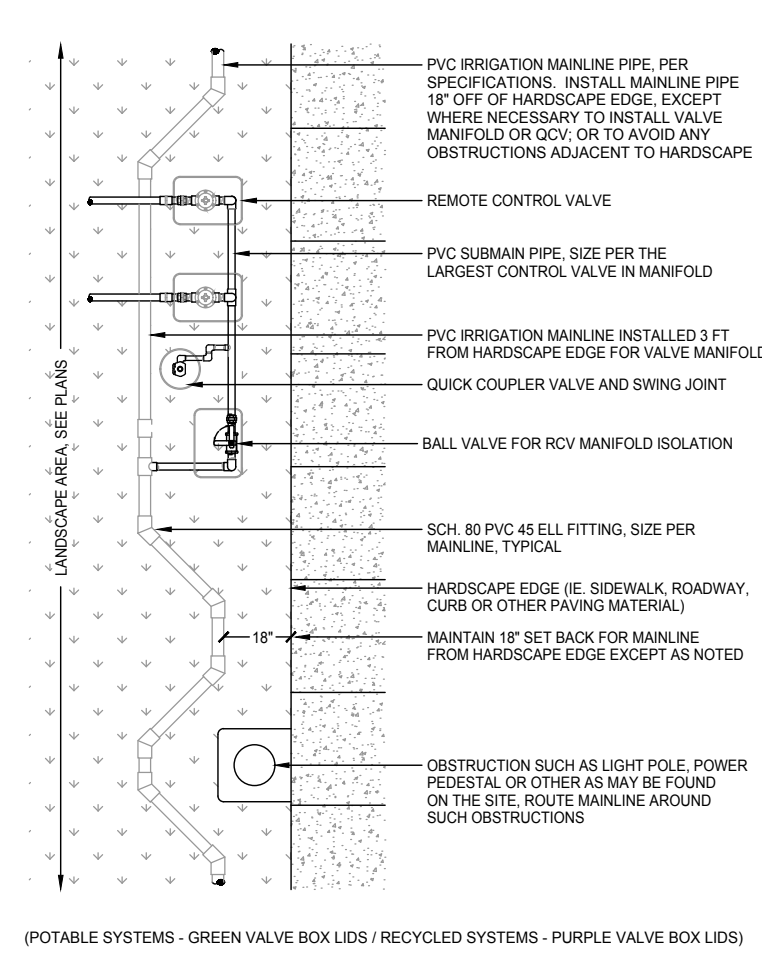 PVC IRRIGATION MAINLINE PIPE, PER
SPECIFICATIONS. INSTALL MAINLINE PIPE
18" OFF OF HARDSCAPE EDGE, EXCEPT
WHERE NECESSARY TO INSTALL VALVE
MANIFOLD OR QCV; OR TO AVOID ANY
OBSTRUCTIONS ADJACENT TO HARDSCAPE
REMOTE CONTROL VALVE
PVC SUBMAIN PIPE, SIZE PER THE
LARGEST CONTROL VALVE IN MANIFOLD
PVC IRRIGATION MAINLINE INSTALLED 3 FT
FROM HARDSCAPE EDGE FOR VALVE MANIFOLD
QUICK COUPLER VALVE AND SWING JOINT
LANDSCAPE AREA, SEE PLANS
BALL VALVE FOR RCV MANIFOLD ISOLATION
SCH. 80 PVC 45 ELL FITTING, SIZE PER
MAINLINE, TYPICAL
HARDSCAPE EDGE (IE. SIDEWALK, ROADWAY,
CURB OR OTHER PAVING MATERIAL)
18"
MAINTAIN 18" SET BACK FOR MAINLINE
FROM HARDSCAPE EDGE EXCEPT AS NOTED
OBSTRUCTION SUCH AS LIGHT POLE, POWER
PEDESTAL OR OTHER AS MAY BE FOUND
ON THE SITE, ROUTE MAINLINE AROUND
SUCH OBSTRUCTIONS
(POTABLE SYSTEMS - GREEN VALVE BOX LIDS / RECYCLED SYSTEMS - PURPLE VALVE BOX LIDS)